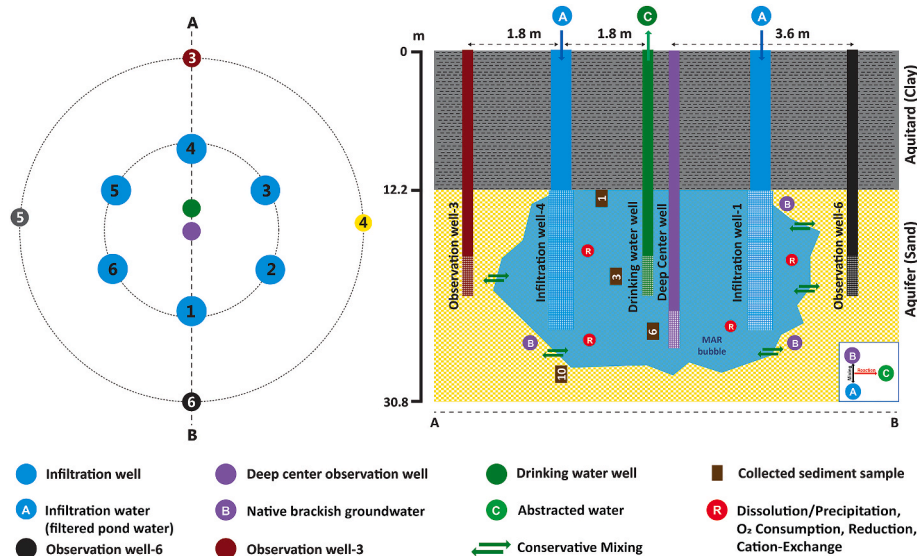 A
3
4
5
3
5
4
6
2
1
6
B
m
A
C
A
1.8 m
1.8 m
3.6 m
0
12.2
30.8
Aquitard (Clay)
Aquifer (Sand)
Observation well-3
Infiltration well-4
Drinking water well
Deep Center well
Infiltration well-1
Observation well-6
1
3
6
10
B
R
R
R
R
B
B
MAR
bubble
B
Mixing
Reaction
C
A
A
B
Infiltration well
Deep center observation well
Drinking water well
Collected sediment sample
A
Infiltration water
(filtered pond water)
B
Native brackish groundwater
C
Abstracted water
R
Dissolution/Precipitation,
O₂ Consumption, Reduction,
Cation-Exchange
Observation well-6
Observation well-3
Conservative Mixing